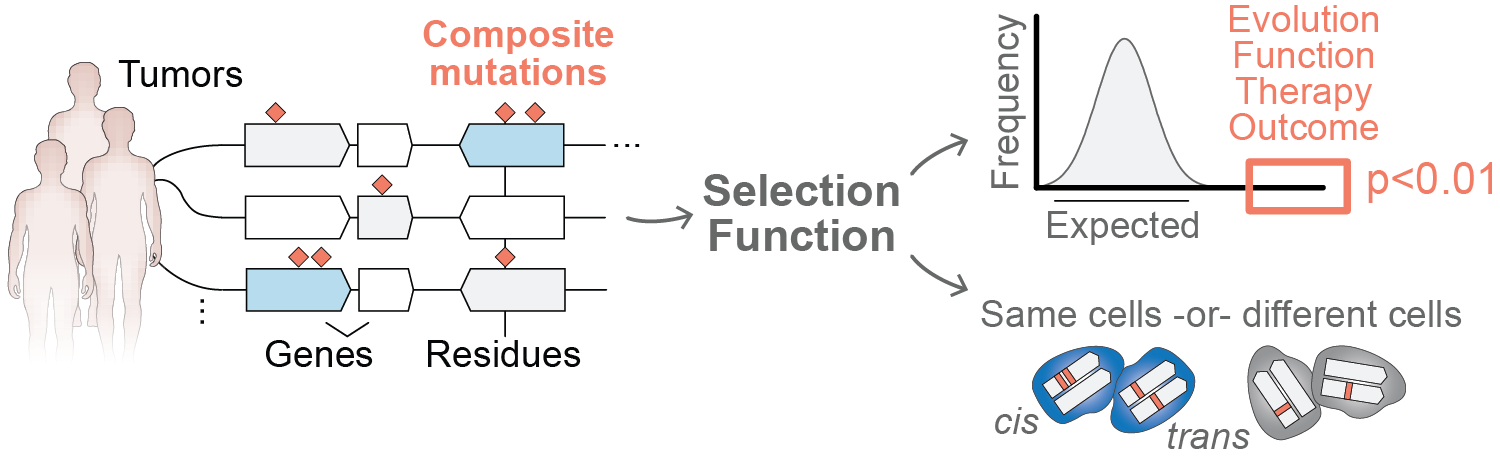 Tumors
Composite
mutations
...
...
Genes
Residues
Selection
Function
Frequency
Expected
Evolution
Function
Therapy
Outcome
p<0.01
Same cells -or- different cells
cis
trans